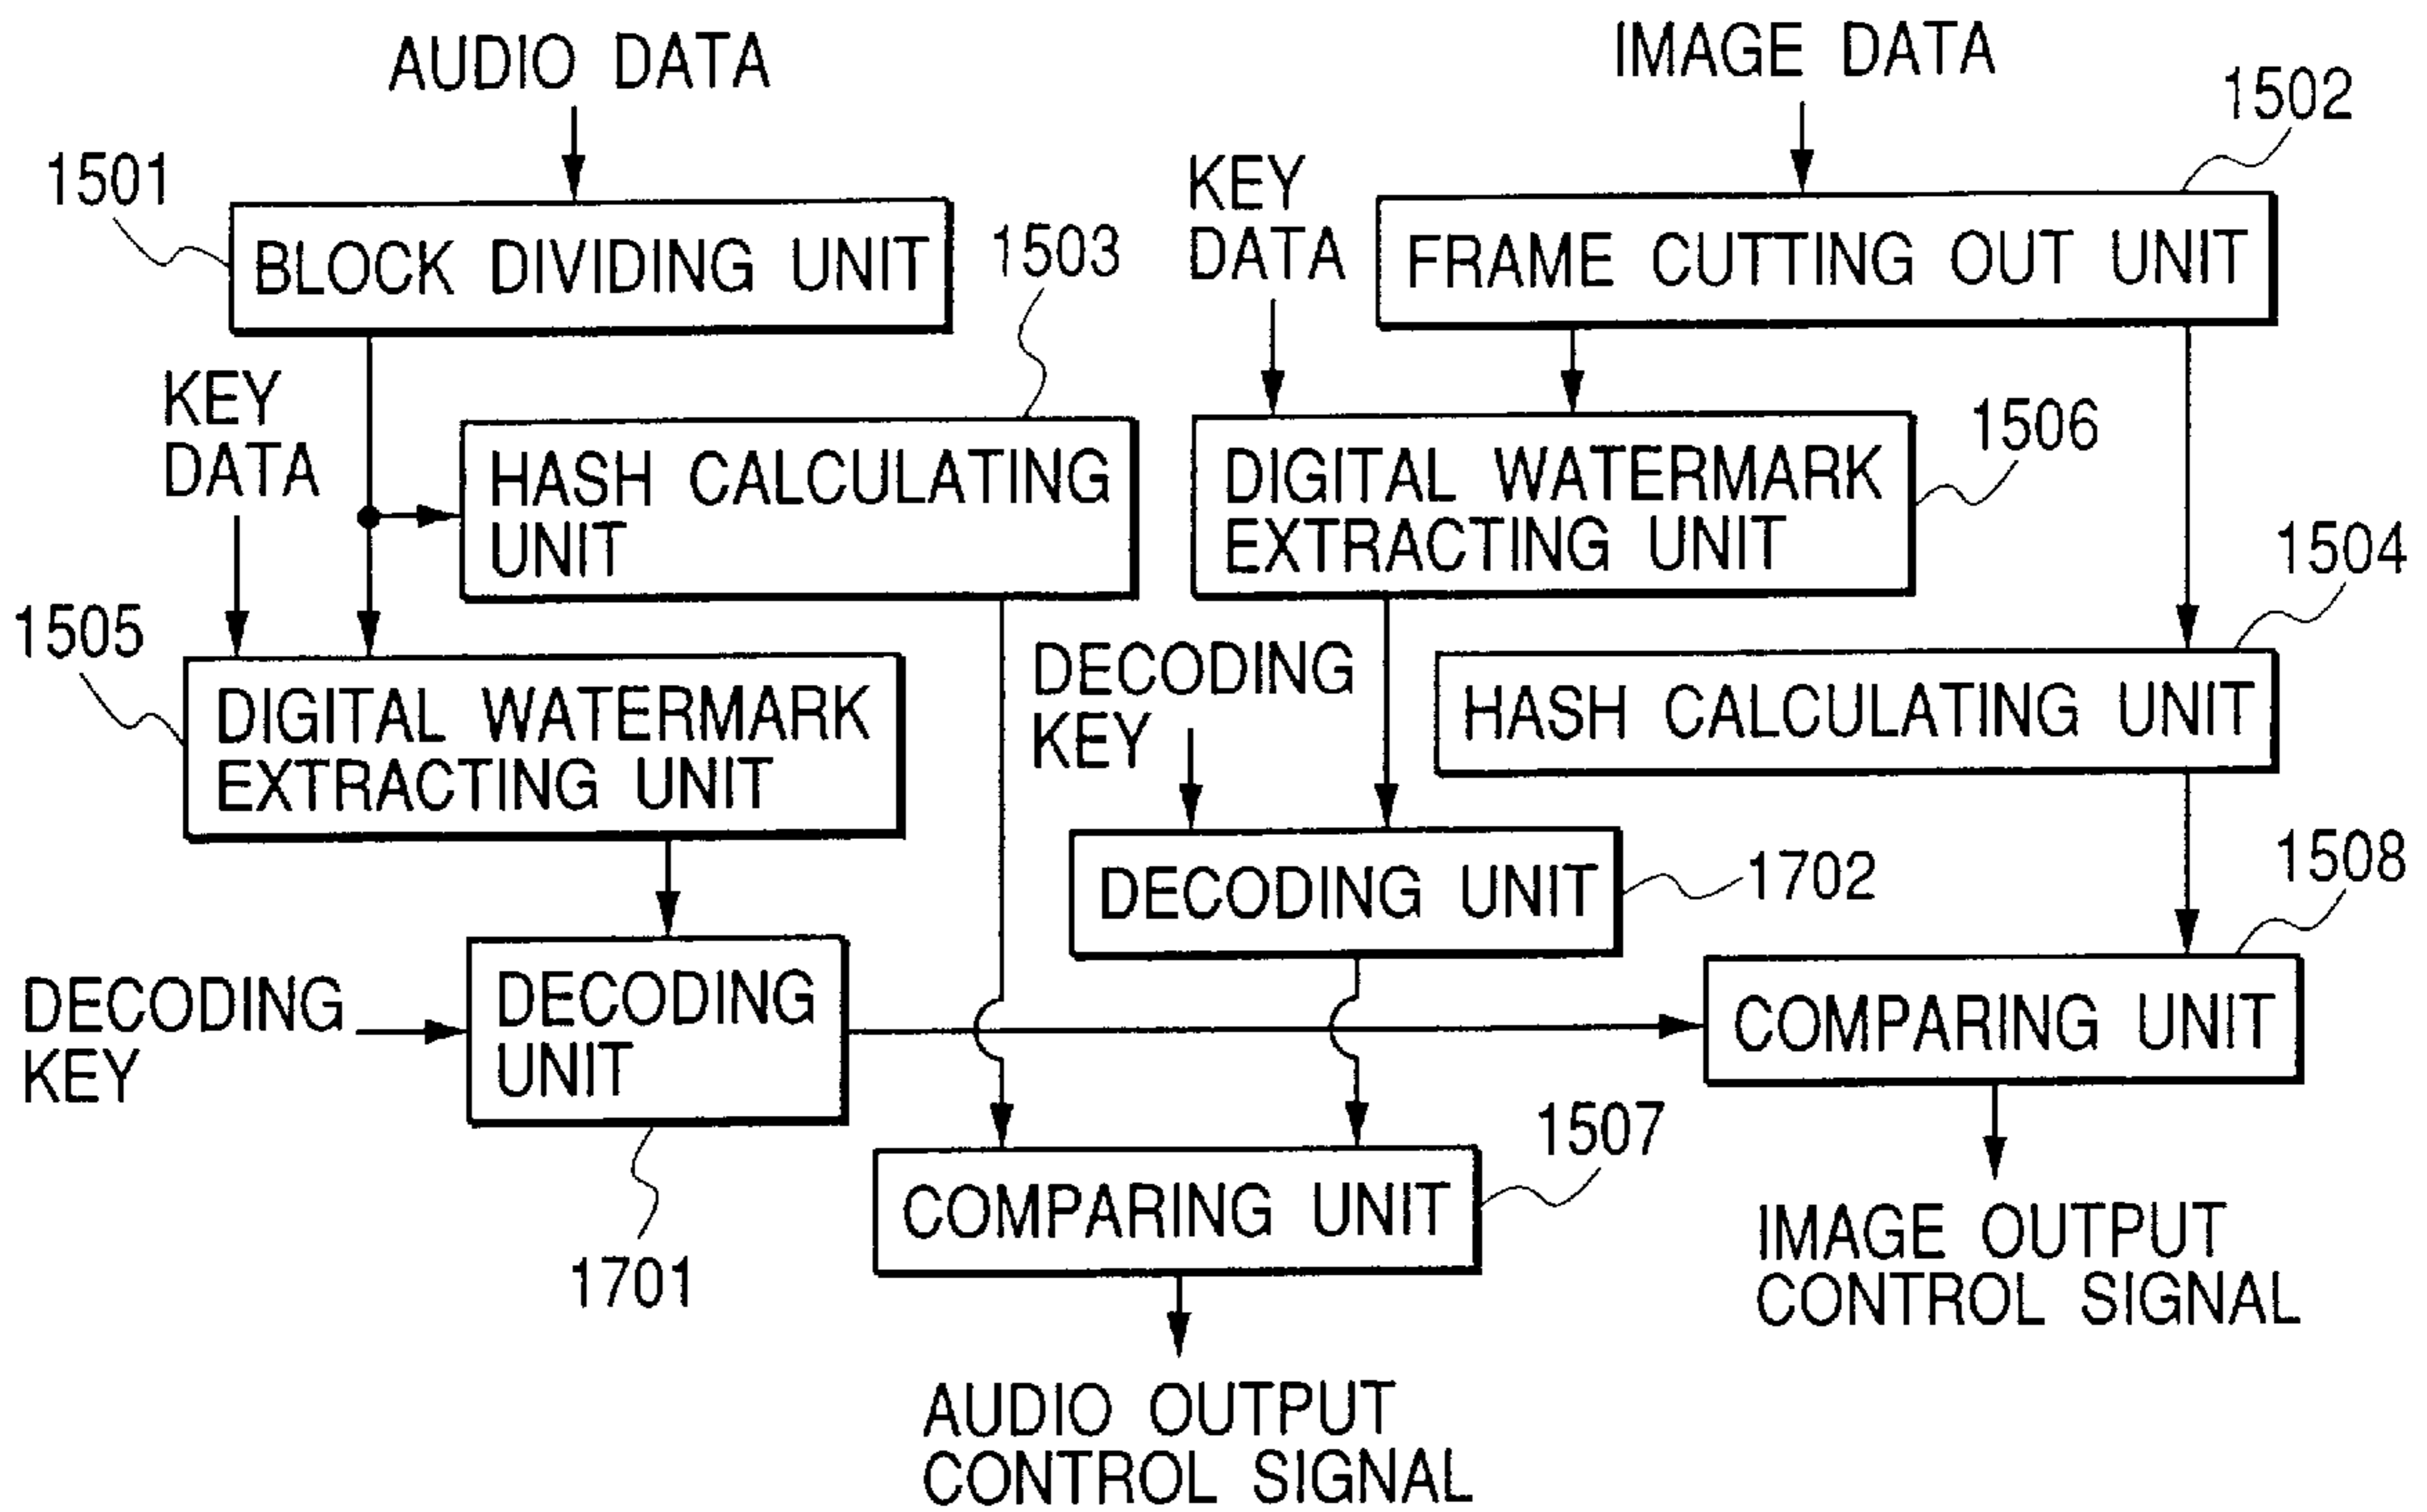 AUDIO DATA
IMAGE DATA
1502
1501
KEY
DATA
BLOCK DIVIDING UNIT
1503
FRAME CUTTING OUT UNIT
KEY
DATA
HASH CALCULATING
UNIT
DIGITAL WATERMARK
EXTRACTING UNIT
1506
1504
1505
DECODING
KEY
HASH CALCULATING UNIT
DIGITAL WATERMARK
EXTRACTING UNIT
1508
DECODING UNIT
1702
DECODING
KEY
DECODING
UNIT
COMPARING UNIT
1507
COMPARING UNIT
1701
IMAGE OUTPUT
CONTROL SIGNAL
AUDIO OUTPUT
CONTROL SIGNAL